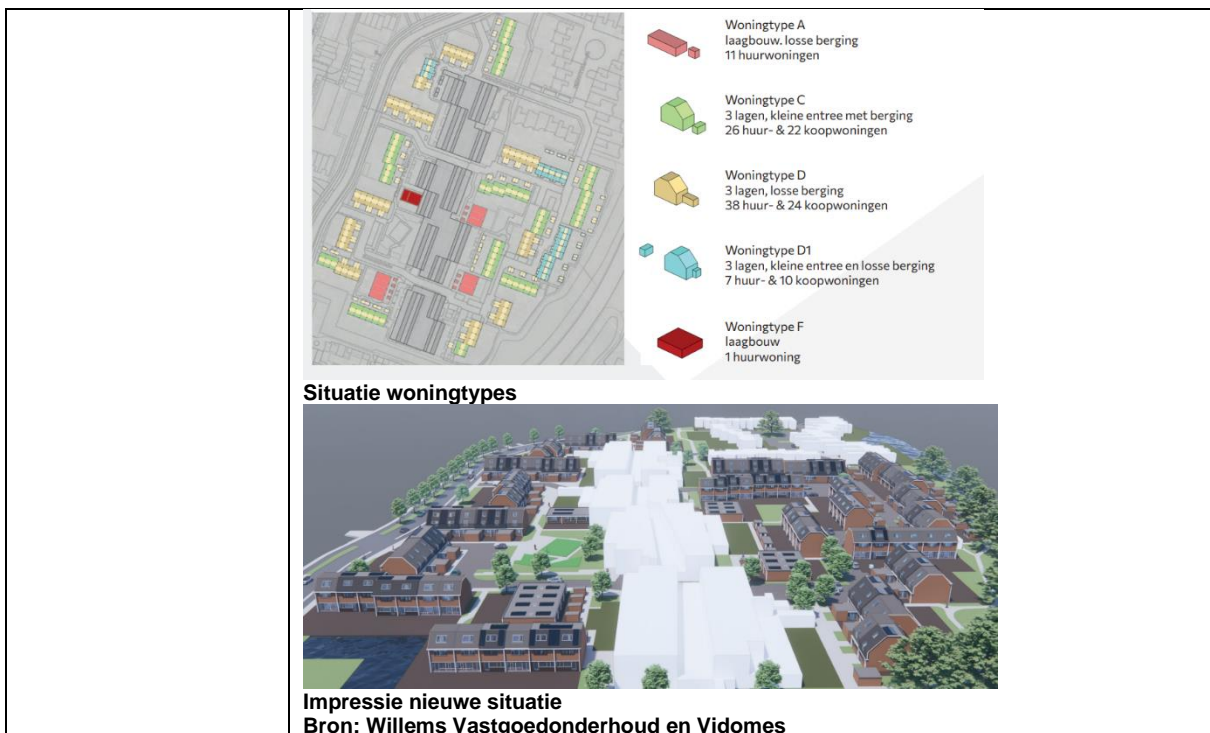 Woningtype A
laagbouw. losse berging
11 huurwoningen
Woningtype C
3 lagen, kleine entree met berging
26 huur- & 22 koopwoningen
Woningtype D
3 lagen, losse berging
38 huur- & 24 koopwoningen
Woningtype D1
3 lagen, kleine entree en losse berging
7 huur- & 10 koopwoningen
Woningtype F
laagbouw
1 huurwoning
Situatie woningtypes
Impressie nieuwe situatie
Bron: Willems Vastgoedonderhoud en Vidomes